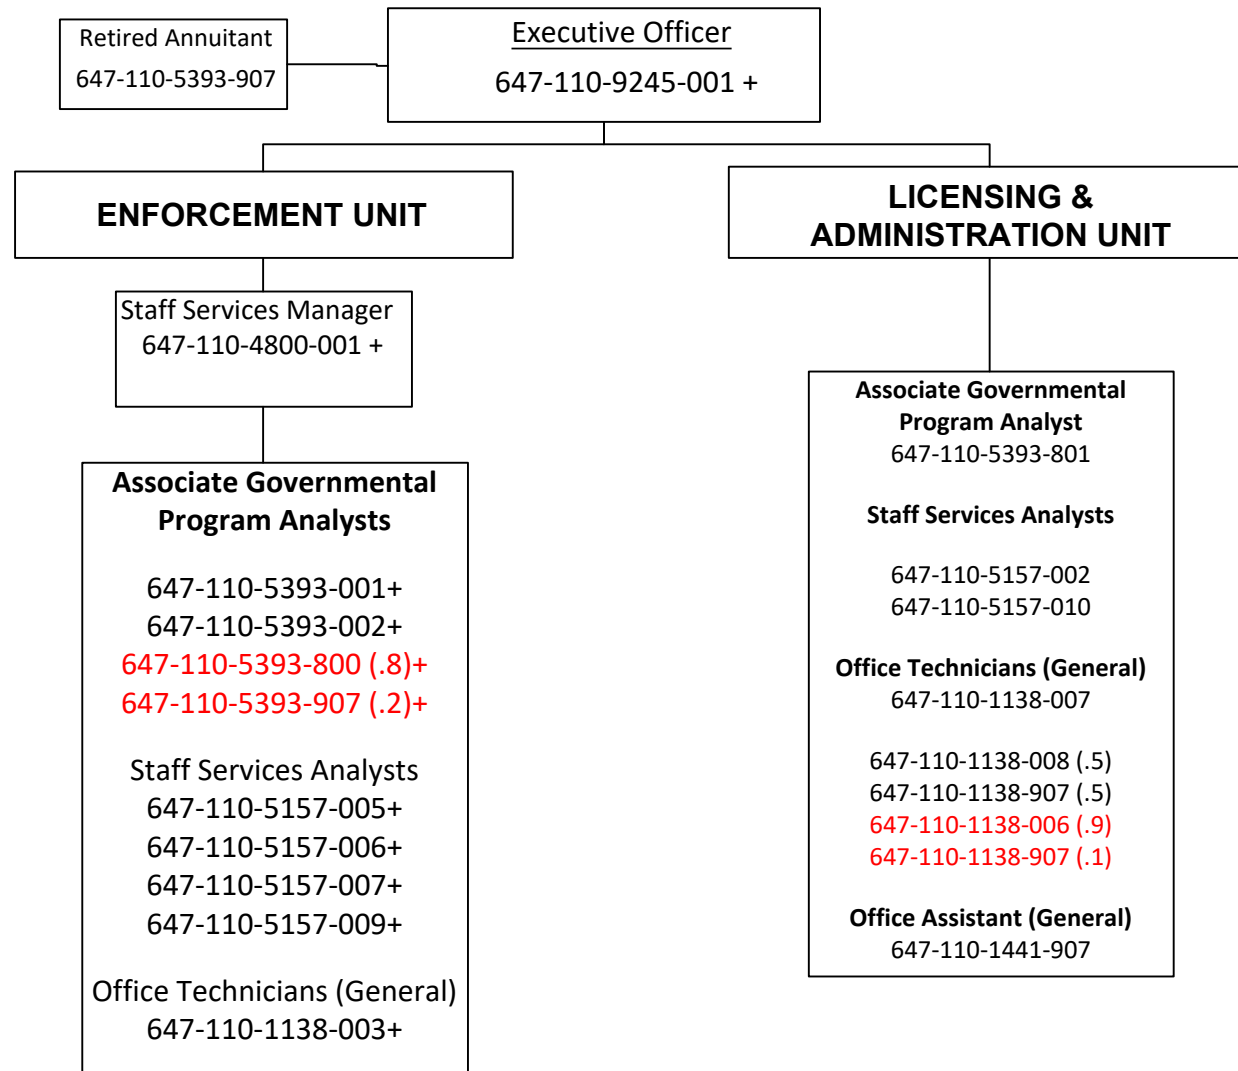 Retired Annuitant
647-110-5393-907
Executive Officer
647-110-9245-001 +
ENFORCEMENT UNIT
Staff Services Manager
647-110-4800-001 +
Associate Governmental
Program Analysts
647-110-5393-001+
647-110-5393-002+
647-110-5393-800 (.8)+
647-110-5393-907 (.2)+
Staff Services Analysts
647-110-5157-005+
647-110-5157-006+
647-110-5157-007+
647-110-5157-009+
Office Technicians (General)
647-110-1138-003+
LICENSING &
ADMINISTRATION UNIT
Associate Governmental
Program Analyst
647-110-5393-801
Staff Services Analysts
647-110-5157-002
647-110-5157-010
Office Technicians (General)
647-110-1138-007
647-110-1138-008 (.5)
647-110-1138-907 (.5)
647-110-1138-006 (.9)
647-110-1138-907 (.1)
Office Assistant (General)
647-110-1441-907